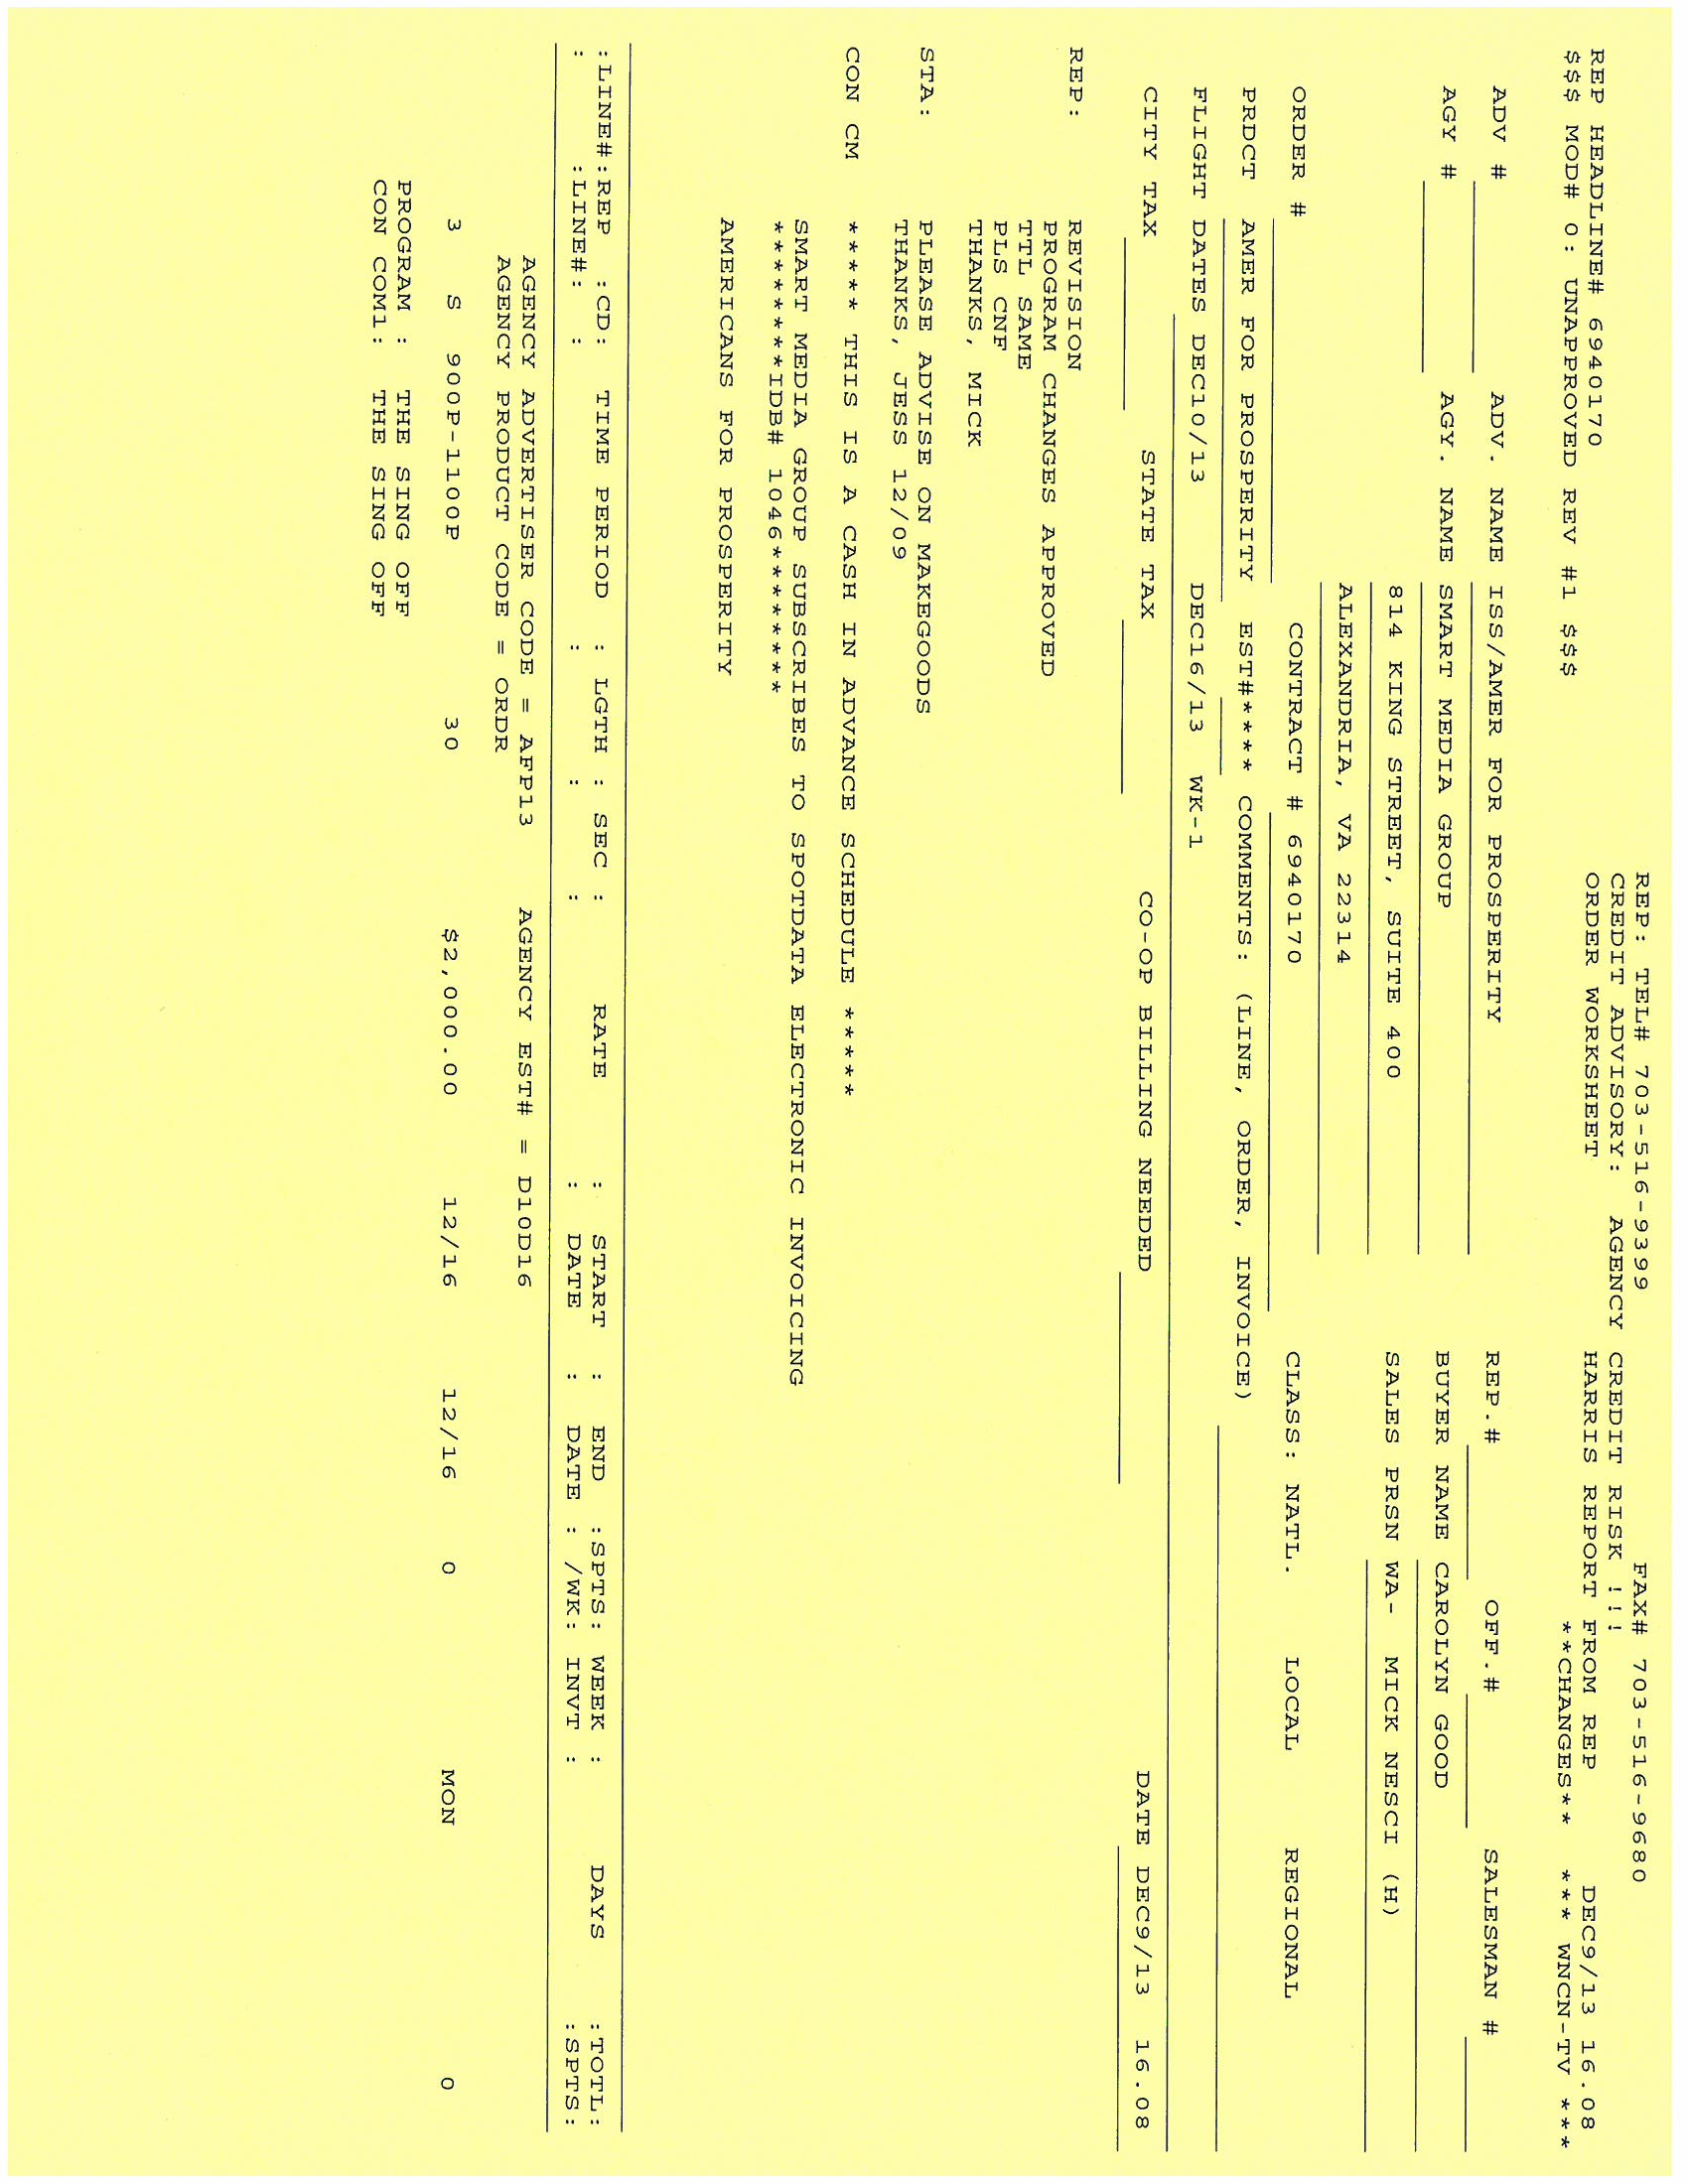 REP: TEL# 703-516-9399 FAX# 703-516-9680
CREDIT ADVISORY: AGENCY CREDIT RISK !!!
REP HEADLINE# 6940170 ORDER WORKSHEET HARRIS REPORT FROM REP DEC9/13 16.08
$$$ MOD# 0: UNAPPROVED REV #1 $$$ **CHANGES** *** WNCN-TV ***
ADV # ADV. NAME ISS/AMER FOR PROSPERITY REP.# OFF.# SALESMAN #
AGY # AGY. NAME SMART MEDIA GROUP BUYER NAME CAROLYN GOOD
814 KING STREET, SUITE 400 SALES PRSN WA- MICK NESCI (H)
ALEXANDRIA, VA 22314
ORDER # CONTRACT # 6940170 CLASS: NATL. LOCAL REGIONAL
PRDCT AMER FOR PROSPERITY EST#**** COMMENTS: (LINE, ORDER, INVOICE)
FLIGHT DATES DEC10/13 DEC16/13 WK-1
CITY TAX STATE TAX CO-OP BILLING NEEDED DATE DEC9/13 16.08
REP: REVISION
PROGRAM CHANGES APPROVED
TTL SAME
PLS CNF
THANKS, MICK
STA: PLEASE ADVISE ON MAKEGOODS
THANKS, JESS 12/09
CON CM ***** THIS IS A CASH IN ADVANCE SCHEDULE *****
SMART MEDIA GROUP SUBSCRIBES TO SPOTDATA ELECTRONIC INVOICING
********IDB# 1046********
AMERICANS FOR PROSPERITY
:LINE#:REP :CD: TIME PERIOD : LGTH : SEC : RATE : START : END :SPTS: WEEK : DAYS :TOTL:
: :LINE#: : : : : : DATE : DATE : /WK: INVT : :SPTS:
AGENCY ADVERTISER CODE = AFP13 AGENCY EST# = D10D16
AGENCY PRODUCT CODE = ORDR
3 S 900P-1100P 30 $2,000.00 12/16 12/16 0 MON 0
PROGRAM : THE SING OFF
CON COM1: THE SING OFF